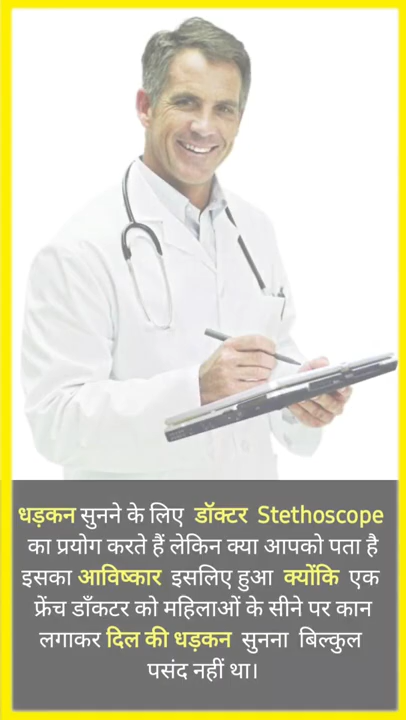 धड़कन सुनने के लिए डॉक्टर Stethoscope
का प्रयोग करते हैं लेकिन क्या आपको पता है
इसका आविष्कार इसलिए हुआ क्योंकि एक
फ्रेंच डॉंकटर को महिलाओं के सीने पर कान
लगाकर दिल की धड़कन सुनना बिल्कुल
पसंद नहीं था।